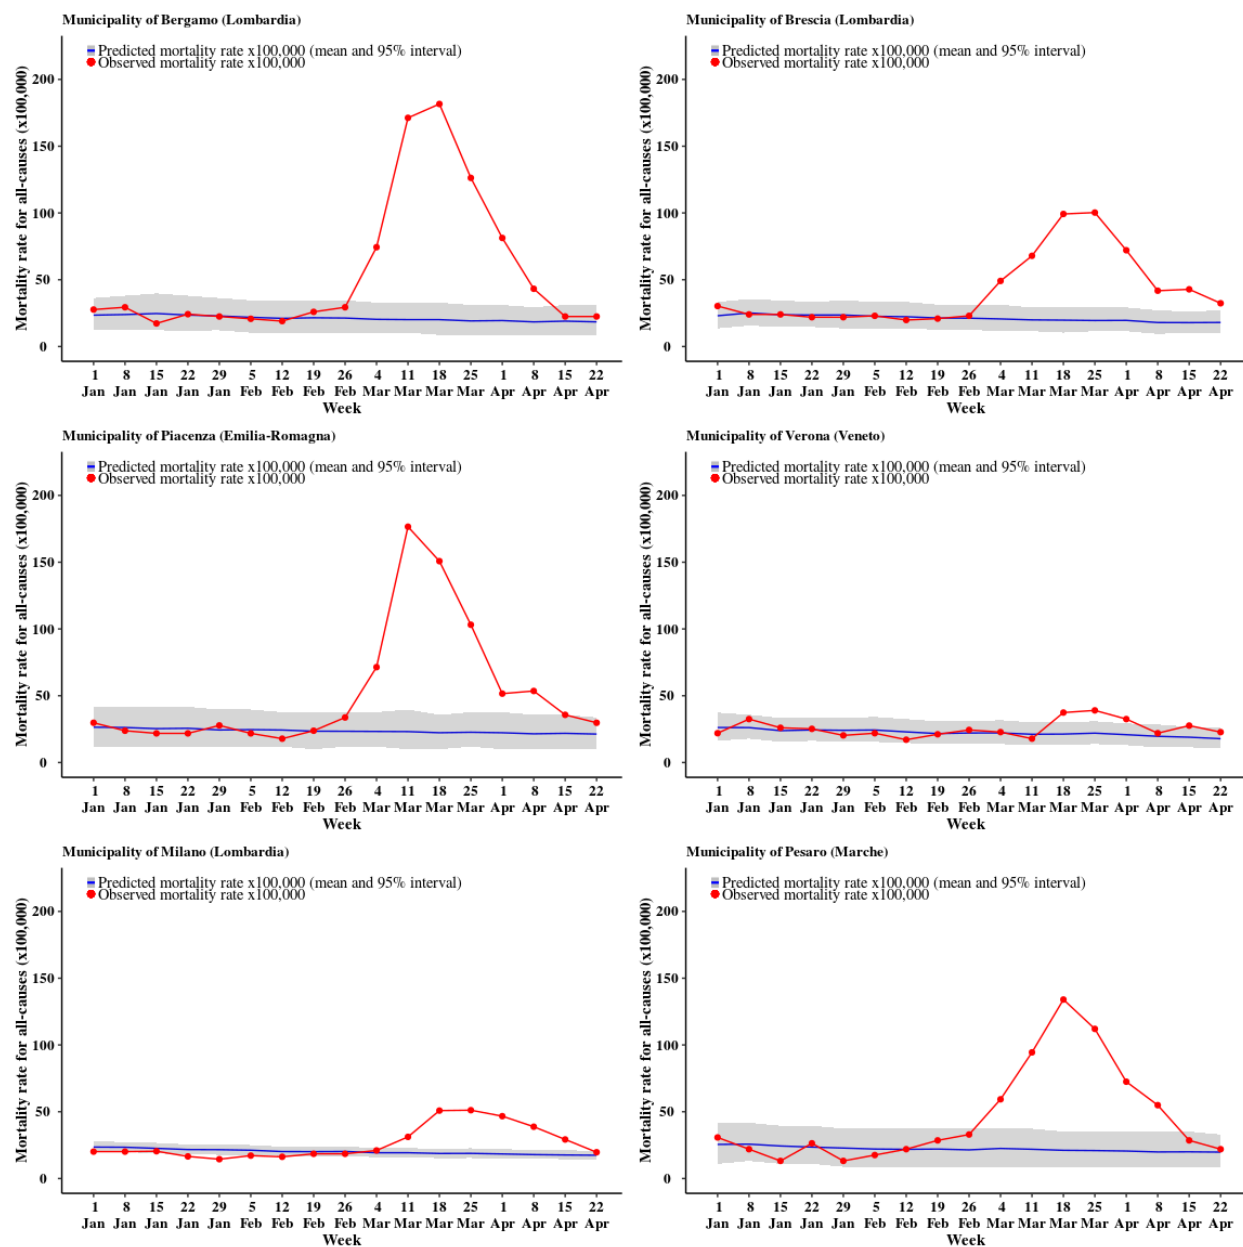 Municipality of Bergamo (Lombardia)
Predicted mortality rate x100,000 (mean and 95% interval)
Observed mortality rate x100,000
Mortality rate for all-causes (x100,000)
200
150
100
50
0
1 8 15 22 29 5 12 19 26 4 11 18 25 1 8 15 22
Jan Jan Jan Jan Jan Feb Feb Feb Feb Mar Mar Mar Mar Apr Apr Apr Apr
Week
Municipality of Brescia (Lombardia)
Predicted mortality rate x100,000 (mean and 95% interval)
Observed mortality rate x100,000
Mortality rate for all-causes (x100,000)
200
150
100
50
0
1 8 15 22 29 5 12 19 26 4 11 18 25 1 8 15 22
Jan Jan Jan Jan Jan Feb Feb Feb Feb Mar Mar Mar Mar Apr Apr Apr Apr
Week
Municipality of Piacenza (Emilia-Romagna)
Predicted mortality rate x100,000 (mean and 95% interval)
Observed mortality rate x100,000
Mortality rate for all-causes (x100,000)
200
150
100
50
0
1 8 15 22 29 5 12 19 26 4 11 18 25 1 8 15 22
Jan Jan Jan Jan Jan Feb Feb Feb Feb Mar Mar Mar Mar Apr Apr Apr Apr
Week
Municipality of Verona (Veneto)
Predicted mortality rate x100,000 (mean and 95% interval)
Observed mortality rate x100,000
Mortality rate for all-causes (x100,000)
200
150
100
50
0
1 8 15 22 29 5 12 19 26 4 11 18 25 1 8 15 22
Jan Jan Jan Jan Jan Feb Feb Feb Feb Mar Mar Mar Mar Apr Apr Apr Apr
Week
Municipality of Milano (Lombardia)
Predicted mortality rate x100,000 (mean and 95% interval)
Observed mortality rate x100,000
Mortality rate for all-causes (x100,000)
200
150
100
50
0
1 8 15 22 29 5 12 19 26 4 11 18 25 1 8 15 22
Jan Jan Jan Jan Jan Feb Feb Feb Feb Mar Mar Mar Mar Apr Apr Apr Apr
Week
Municipality of Pesaro (Marche)
Predicted mortality rate x100,000 (mean and 95% interval)
Observed mortality rate x100,000
Mortality rate for all-causes (x100,000)
200
150
100
50
0
1 8 15 22 29 5 12 19 26 4 11 18 25 1 8 15 22
Jan Jan Jan Jan Jan Feb Feb Feb Feb Mar Mar Mar Mar Apr Apr Apr Apr
Week